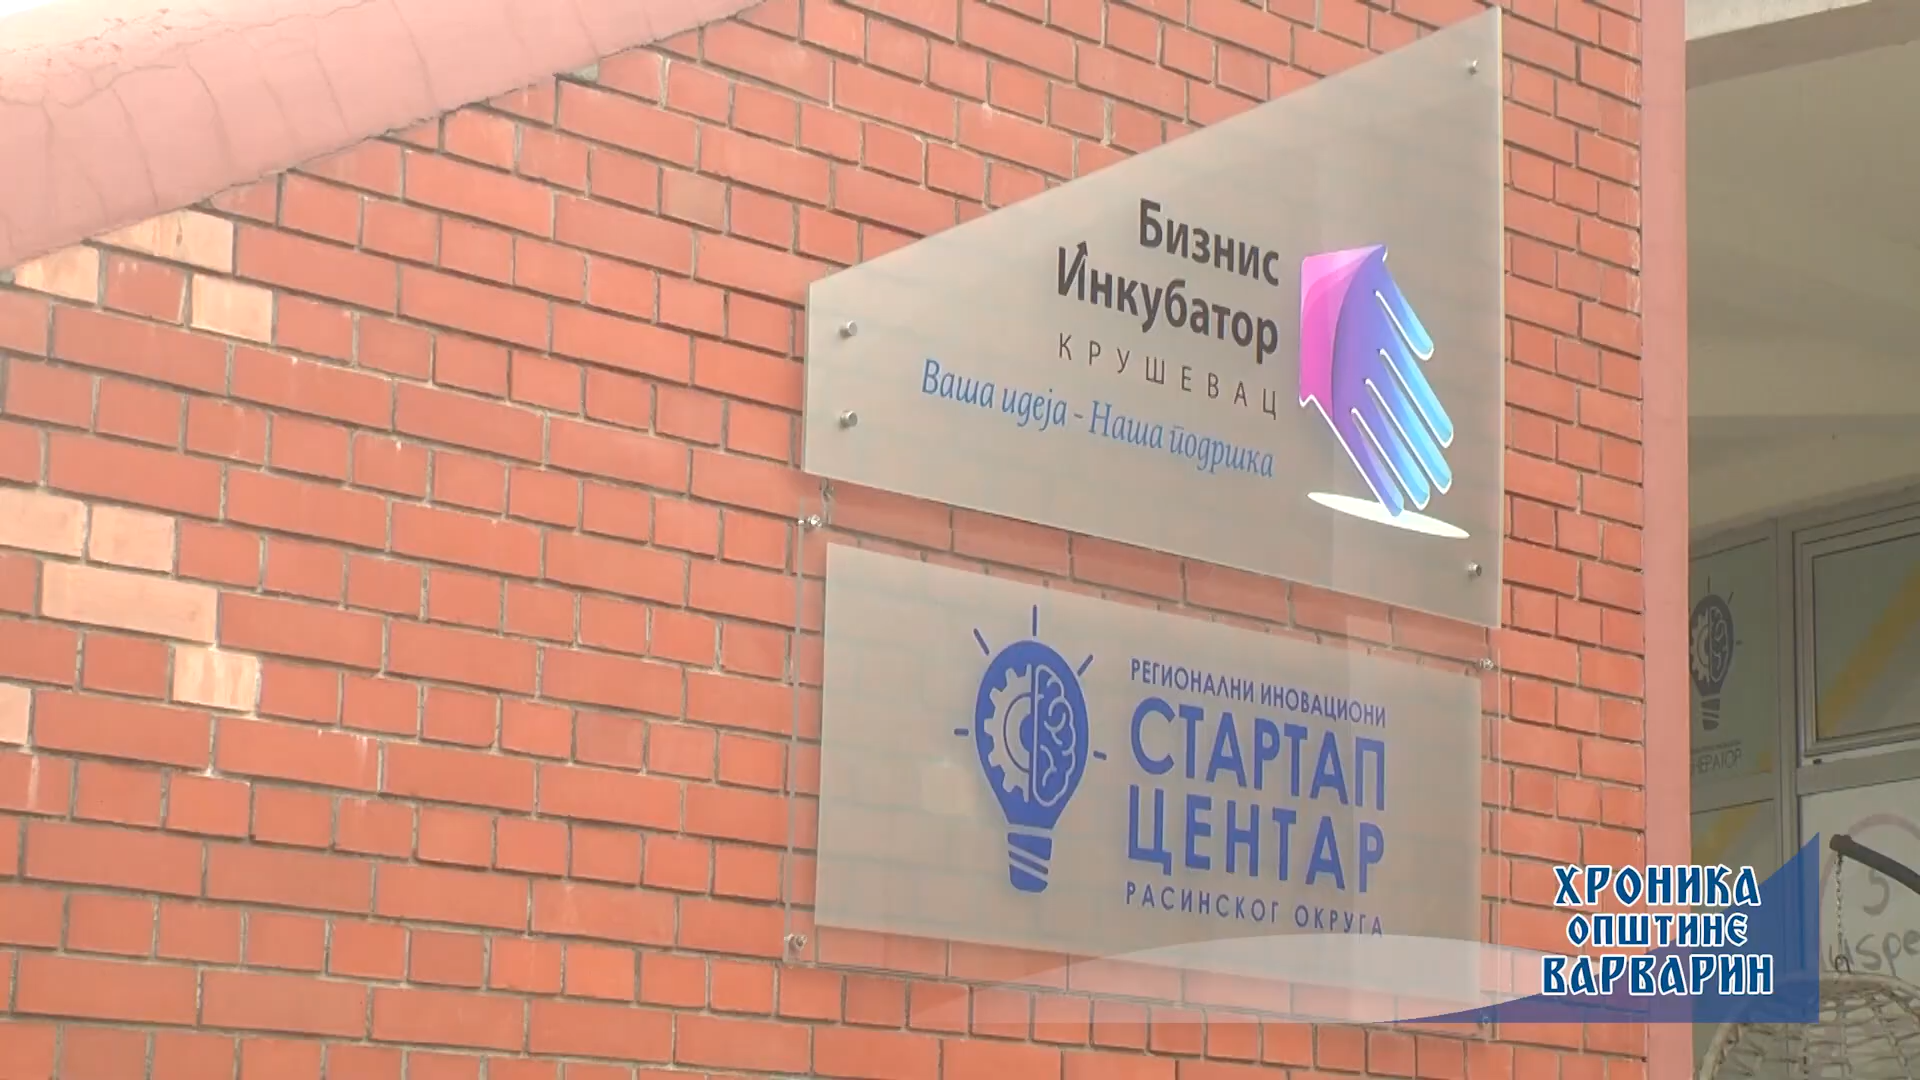 Бизнис
Инкубатор
КРУШЕВАЦ
Ваша идеја - Наша подршка
РЕГИОНАЛНИ ИНОВАЦИОНИ
СТАРТАП
ЦЕНТАР
РАСИНСКОГ ОКРУГА
ХРОНИКА
ОПШТИНЕ
ВАРВАРИН